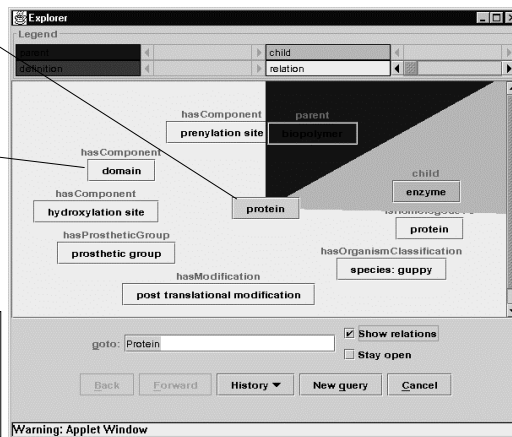 Explorer
Legend
parent
child
definition
relation
hasComponent
parent
prenylation site
biopolymer
hasComponent
domain
child
enzyme
hasComponent
hydroxylation site
protein
protein
hasProstheticGroup
prosthetic group
hasOrganismClassification
species: guppy
hasModification
post translational modification
goto:
Protein
Show relations
Stay open
Back
Forward
History
New query
Cancel
Warning: Applet Window